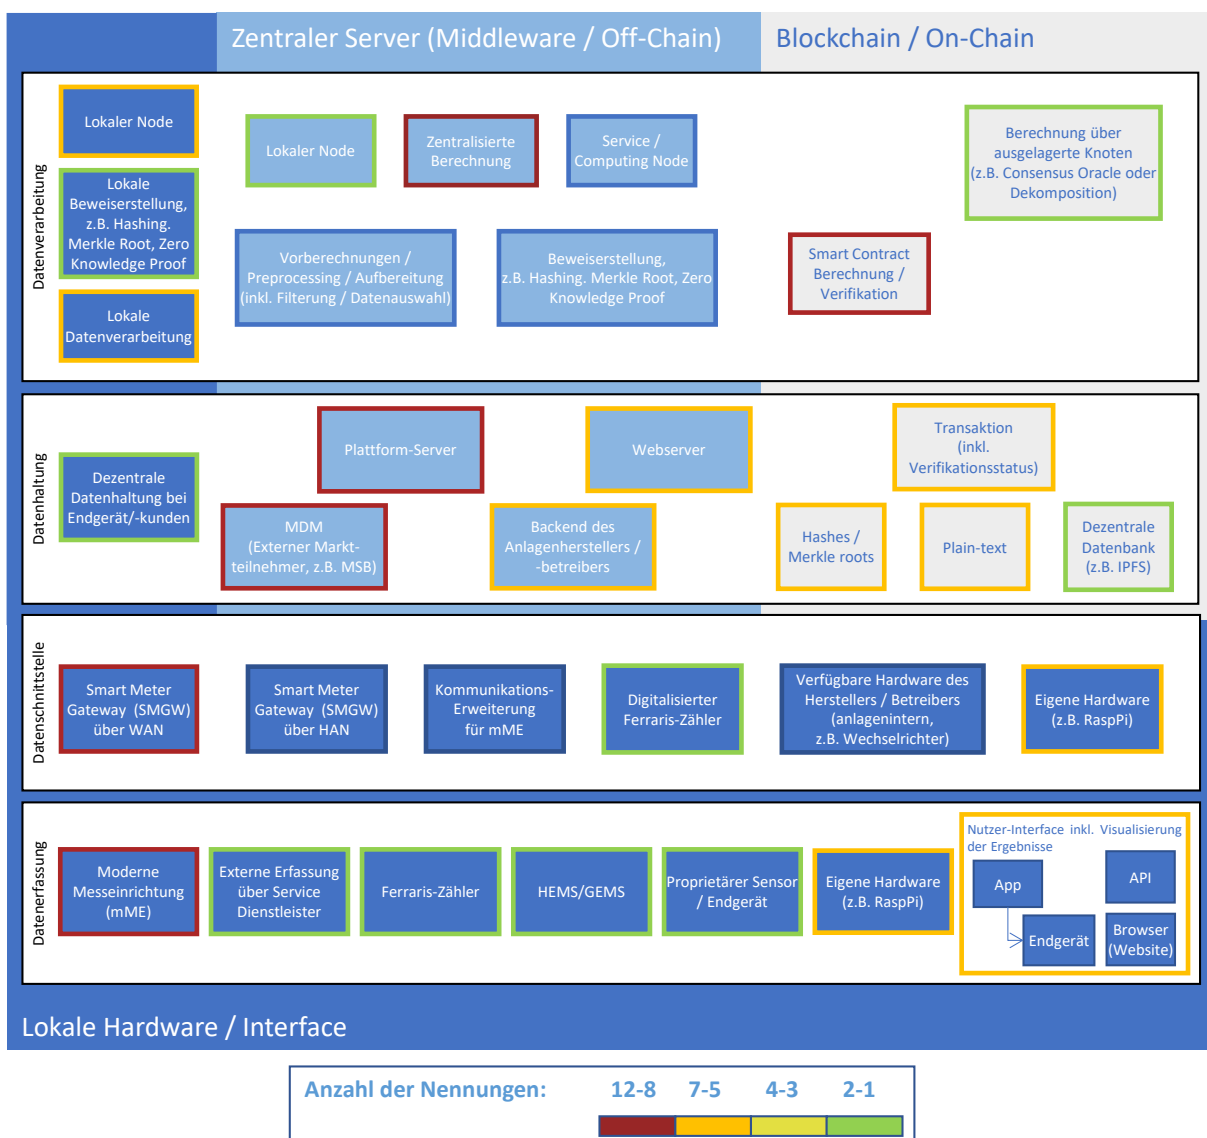 Zentraler Server (Middleware / Off-Chain)
Blockchain / On-Chain
Datenverarbeitung
Lokaler Node
Lokale
Beweiserstellung,
z.B. Hashing.
Merkle Root, Zero
Knowledge Proof
Lokale
Datenverarbeitung
Lokaler Node
Zentralisierte
Berechnung
Service /
Computing Node
Vorberechnungen /
Preprocessing / Aufbereitung
(inkl. Filterung / Datenauswahl)
Beweiserstellung,
z.B. Hashing. Merkle Root, Zero
Knowledge Proof
Berechnung über
ausgelagerte Knoten
(z.B. Consensus Oracle oder
Dekomposition)
Smart Contract
Berechnung /
Verifikation
Datenhaltung
Dezentrale
Datenhaltung bei
Endgerät/-kunden
Plattform-Server
Webserver
MDM
(Externer Markt-
teilnehmer, z.B. MSB)
Backend des
Anlagenherstellers /
-betreibers
Transaktion
(inkl.
Verifikationsstatus)
Hashes /
Merkle roots
Plain-text
Dezentrale
Datenbank
(z.B. IPFS)
Datenschnittstelle
Smart Meter
Gateway (SMGW)
über WAN
Smart Meter
Gateway (SMGW)
über HAN
Kommunikations-
Erweiterung
für mME
Digitalisierter
Ferraris-Zähler
Verfügbare Hardware des
Herstellers / Betreibers
(anlagenintern,
z.B. Wechselrichter)
Eigene Hardware
(z.B. RaspPi)
Datenerfassung
Moderne
Messeinrichtung
(mME)
Externe Erfassung
über Service
Dienstleister
Ferraris-Zähler
HEMS/GEMS
Proprietärer Sensor
/ Endgerät
Eigene Hardware
(z.B. RaspPi)
Nutzer-Interface inkl. Visualisierung
der Ergebnisse
App
API
Endgerät
Browser
(Website)
Lokale Hardware / Interface
Anzahl der Nennungen: 12-8 7-5 4-3 2-1